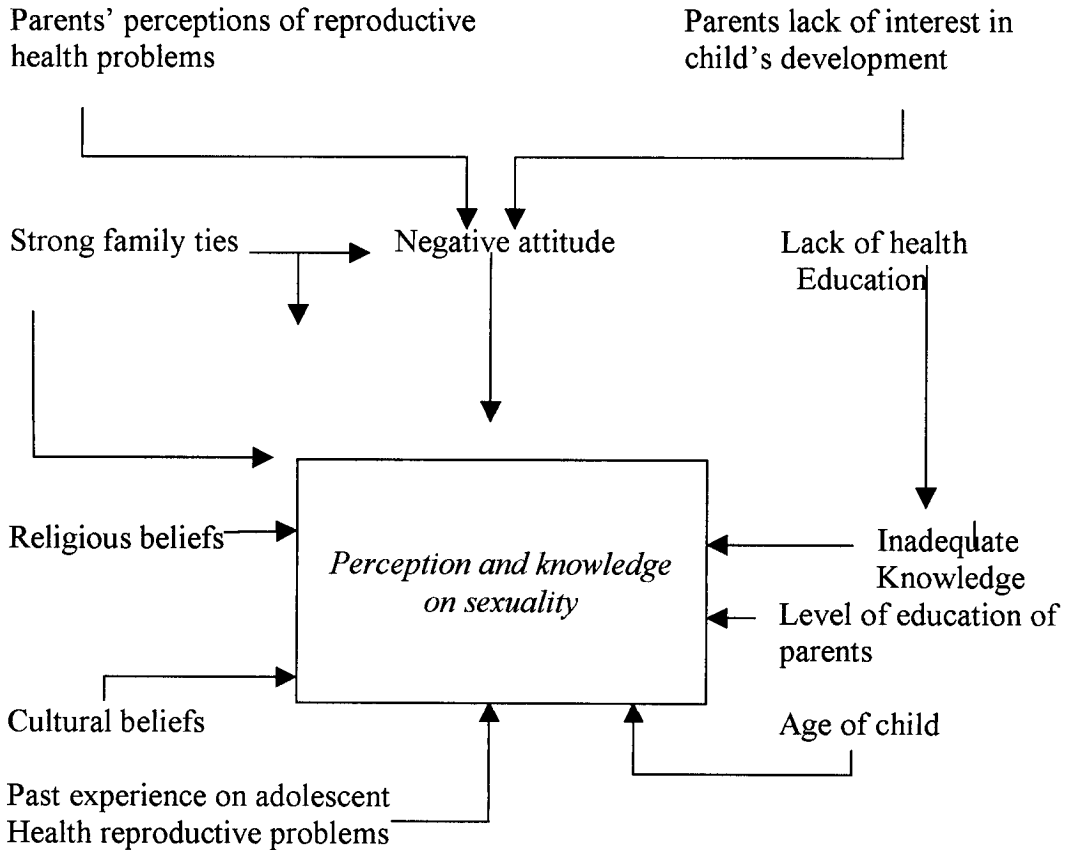 Parents' perceptions of reproductive
health problems
Parents lack of interest in
child's development
Strong family ties
Negative attitude
Lack of health
Education
Religious beliefs
Perception and knowledge
on sexuality
Inadequate
Knowledge
Level of education of
parents
Cultural beliefs
Age of child
Past experience on adolescent
Health reproductive problems